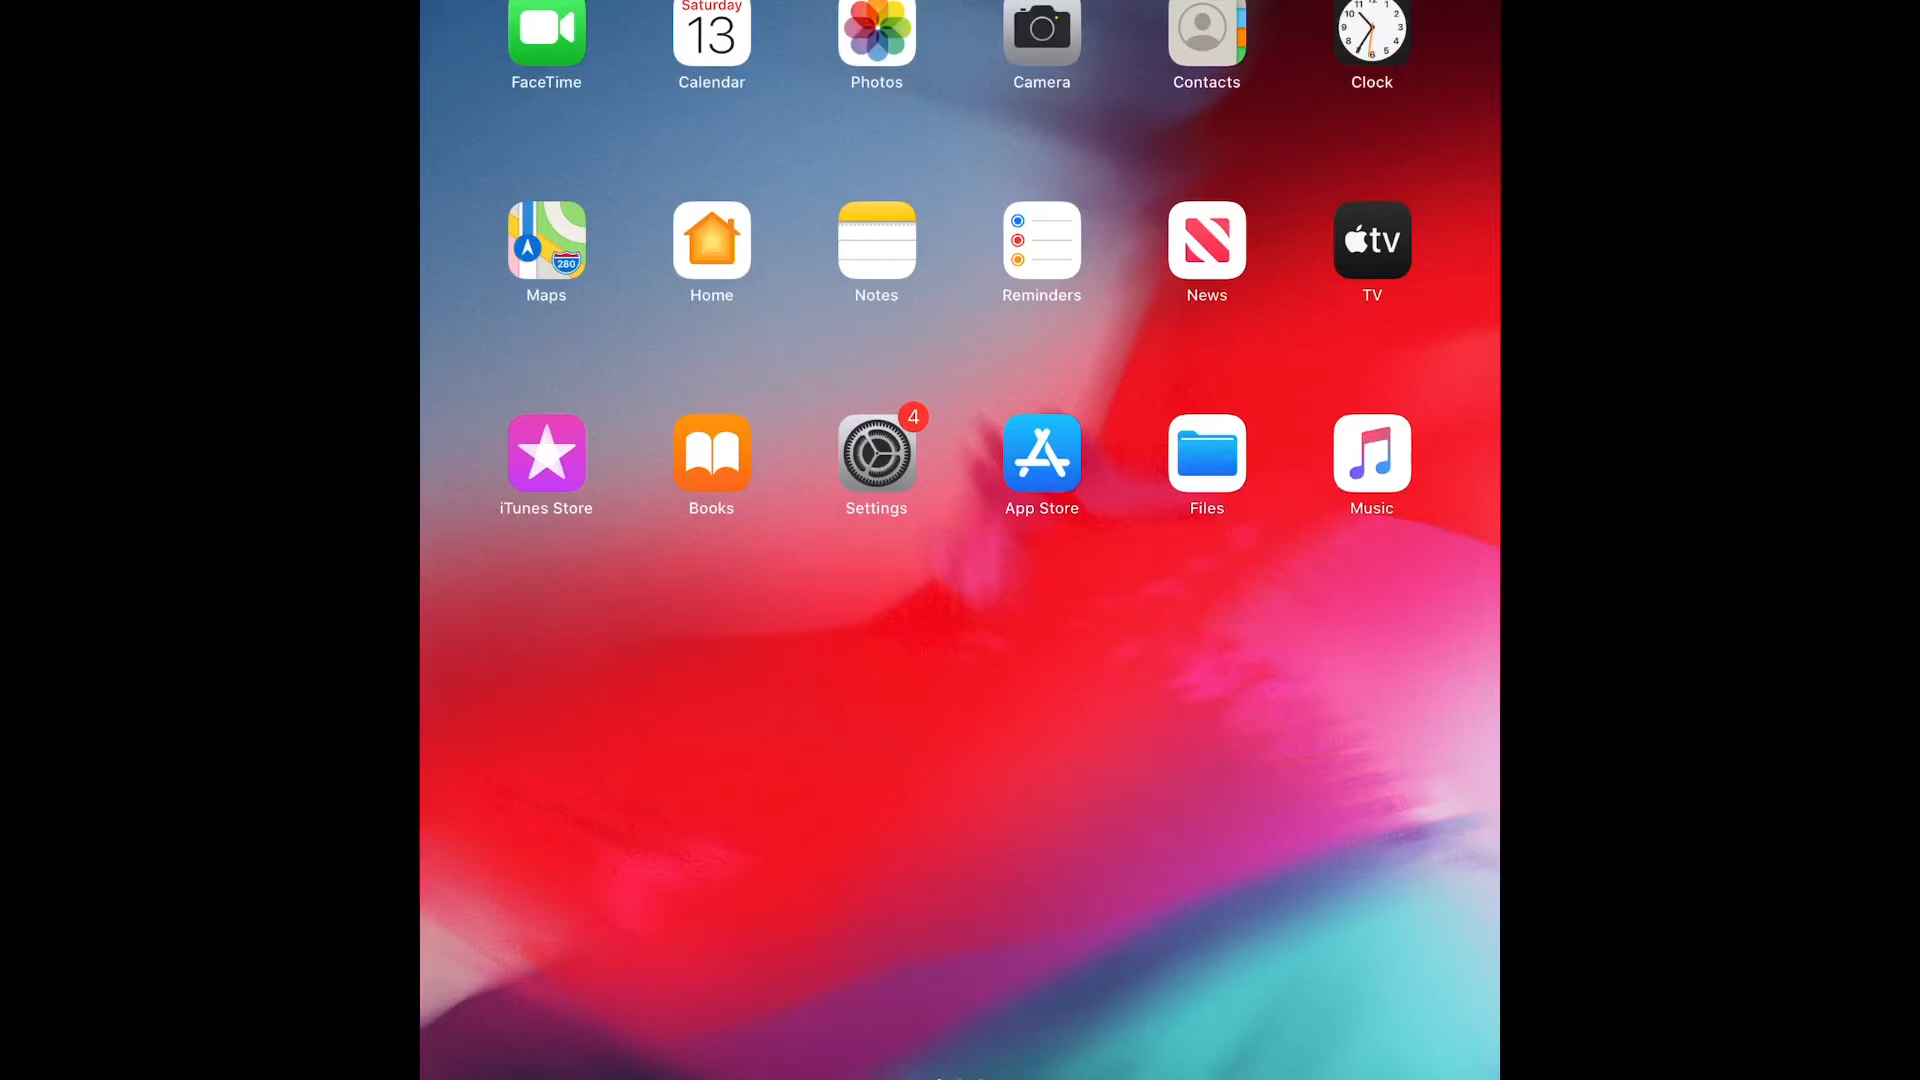 Saturday
13
FaceTime
Calendar
Photos
Camera
Contacts
Clock
280
tv
Maps
Home
Notes
Reminders
News
TV
4
iTunes Store
Books
Settings
App Store
Files
Music